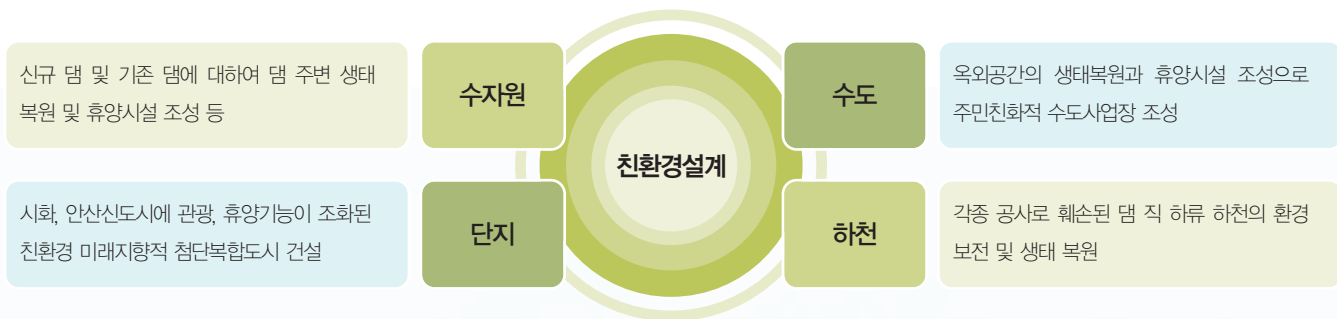 신규 댐 및 기존 댐에 대하여 댐 주변 생태
복원 및 휴양시설 조성 등
수자원
수도
옥외공간의 생태복원과 휴양시설 조성으로
주민친화적 수도사업장 조성
친환경설계
시화, 안산신도시에 관광, 휴양기능이 조화된
친환경 미래지향적 첨단복합도시 건설
단지
하천
각종 공사로 훼손된 댐 직 하류 하천의 환경
보전 및 생태 복원